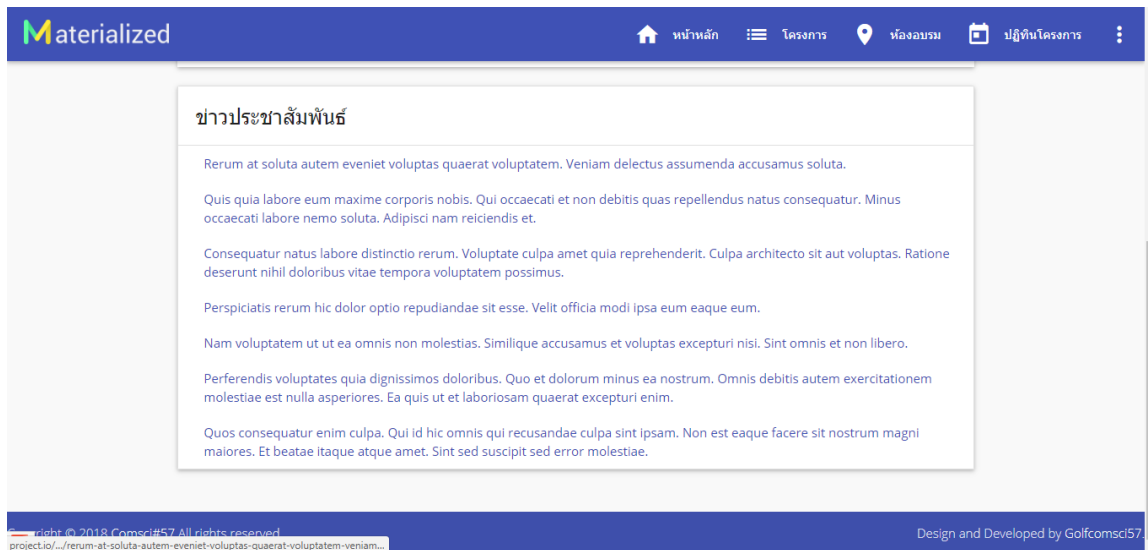 Materialized
หน้าหลัก
โครงการ
ห้องอบรม
ปฏิทินโครงการ
ข่าวประชาสัมพันธ์
Rerum at soluta autem eveniet voluptas quaerat voluptatem. Veniam delectus assumenda accusamus soluta.
Quis quia labore eum maxime corporis nobis. Qui occaecati et non debitis quas repellendus natus consequatur. Minus
occaecati labore nemo soluta. Adipisci nam reiciendis et.
Consequatur natus labore distinctio rerum. Voluptate culpa amet quia reprehenderit. Culpa architecto sit aut voluptas. Ratione
deserunt nihil doloribus vitae tempora voluptatem possimus.
Perspiciatis rerum hic dolor optio repudiandae sit esse. Velit officia modi ipsa eum eaque eum.
Nam voluptatem ut ut ea omnis non molestias. Similique accusamus et voluptas excepturi nisi. Sint omnis et non libero.
Perferendis voluptates quia dignissimos doloribus. Quo et dolorum minus ea nostrum. Omnis debitis autem exercitationem
molestiae est nulla asperiores. Ea quis ut et laboriosam quaerat excepturi enim.
Quos consequatur enim culpa. Qui id hic omnis qui recusandae culpa sint ipsam. Non est eaque facere sit nostrum magni
maiores. Et beatae itaque atque amet. Sint sed suscipit sed error molestiae.
© 2018 Comsci#57 All rights reserved
Design and Developed by Golfcomsci57
project.io/.../rerum-at-soluta-autem-eveniet-voluptas-quaerat-voluptatem-veniam...